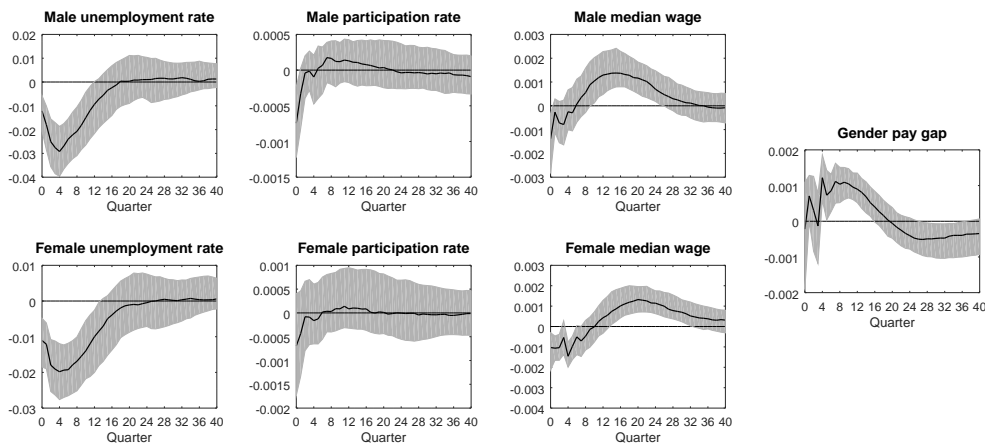 Male unemployment rate
0.02
0.01
0
-0.01
-0.02
-0.03
-0.04
0 4 8 12 16 20 24 28 32 36 40
Quarter
Male participation rate
0.0005
0
-0.0005
-0.001
-0.0015
0 4 8 12 16 20 24 28 32 36 40
Quarter
Male median wage
0.003
0.002
0.001
0
-0.001
-0.002
-0.003
0 4 8 12 16 20 24 28 32 36 40
Quarter
Gender pay gap
0.002
0.001
0
-0.001
-0.002
0 4 8 12 16 20 24 28 32 36 40
Quarter
Female unemployment rate
0.01
0
-0.01
-0.02
-0.03
0 4 8 12 16 20 24 28 32 36 40
Quarter
Female participation rate
0.001
0.0005
0
-0.0005
-0.001
-0.0015
-0.002
0 4 8 12 16 20 24 28 32 36 40
Quarter
Female median wage
0.003
0.002
0.001
0
-0.001
-0.002
-0.003
-0.004
0 4 8 12 16 20 24 28 32 36 40
Quarter